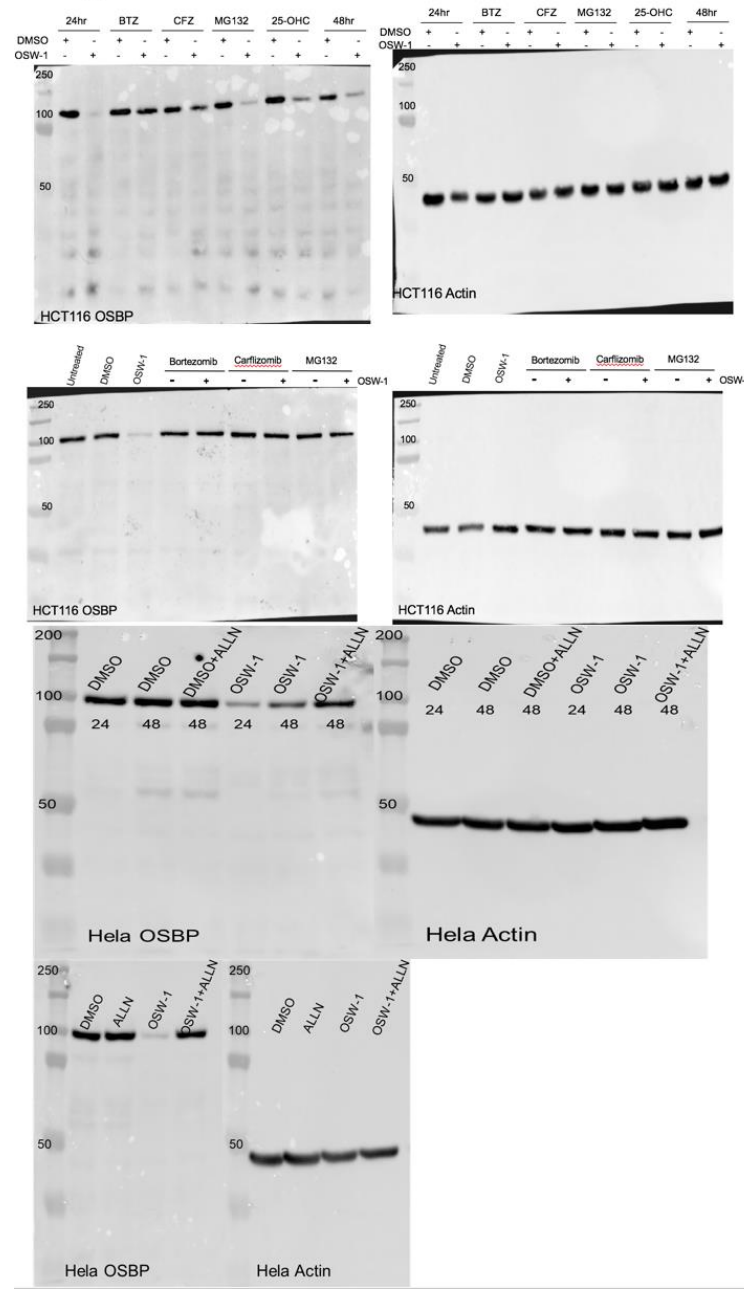 24hr BTZ CFZ MG132 25-OHC 48hr
DMSO + - + - + - + - + - + -
OSW-1 - + - + - + - + - + - +
250
100
50
HCT116 OSBP
24hr BTZ CFZ MG132 25-OHC 48hr
DMSO + - + - + - + - + - + -
OSW-1 - + - + - + - + - + - +
250
100
50
HCT116 Actin
Untreated DMSO OSW-1 Bortezomib Carflizomib MG132
- + - + - + OSW-1
250
100
50
HCT116 OSBP
Untreated DMSO OSW-1 Bortezomib Carflizomib MG132
- + - + - + OSW-
250
100
50
HCT116 Actin
200
DMSO DMSO DMSO+ALLN OSW-1 OSW-1 OSW-1+ALLN
100
24 48 48 24 48 48
50
Hela OSBP
200
DMSO DMSO DMSO+ALLN OSW-1 OSW-1 OSW-1+ALLN
24 48 48 24 48 48
100
50
Hela Actin
250
DMSO ALLN OSW-1 OSW-1+ALLN
100
50
Hela OSBP
250
DMSO ALLN OSW-1 OSW-1+ALLN
100
50
Hela Actin